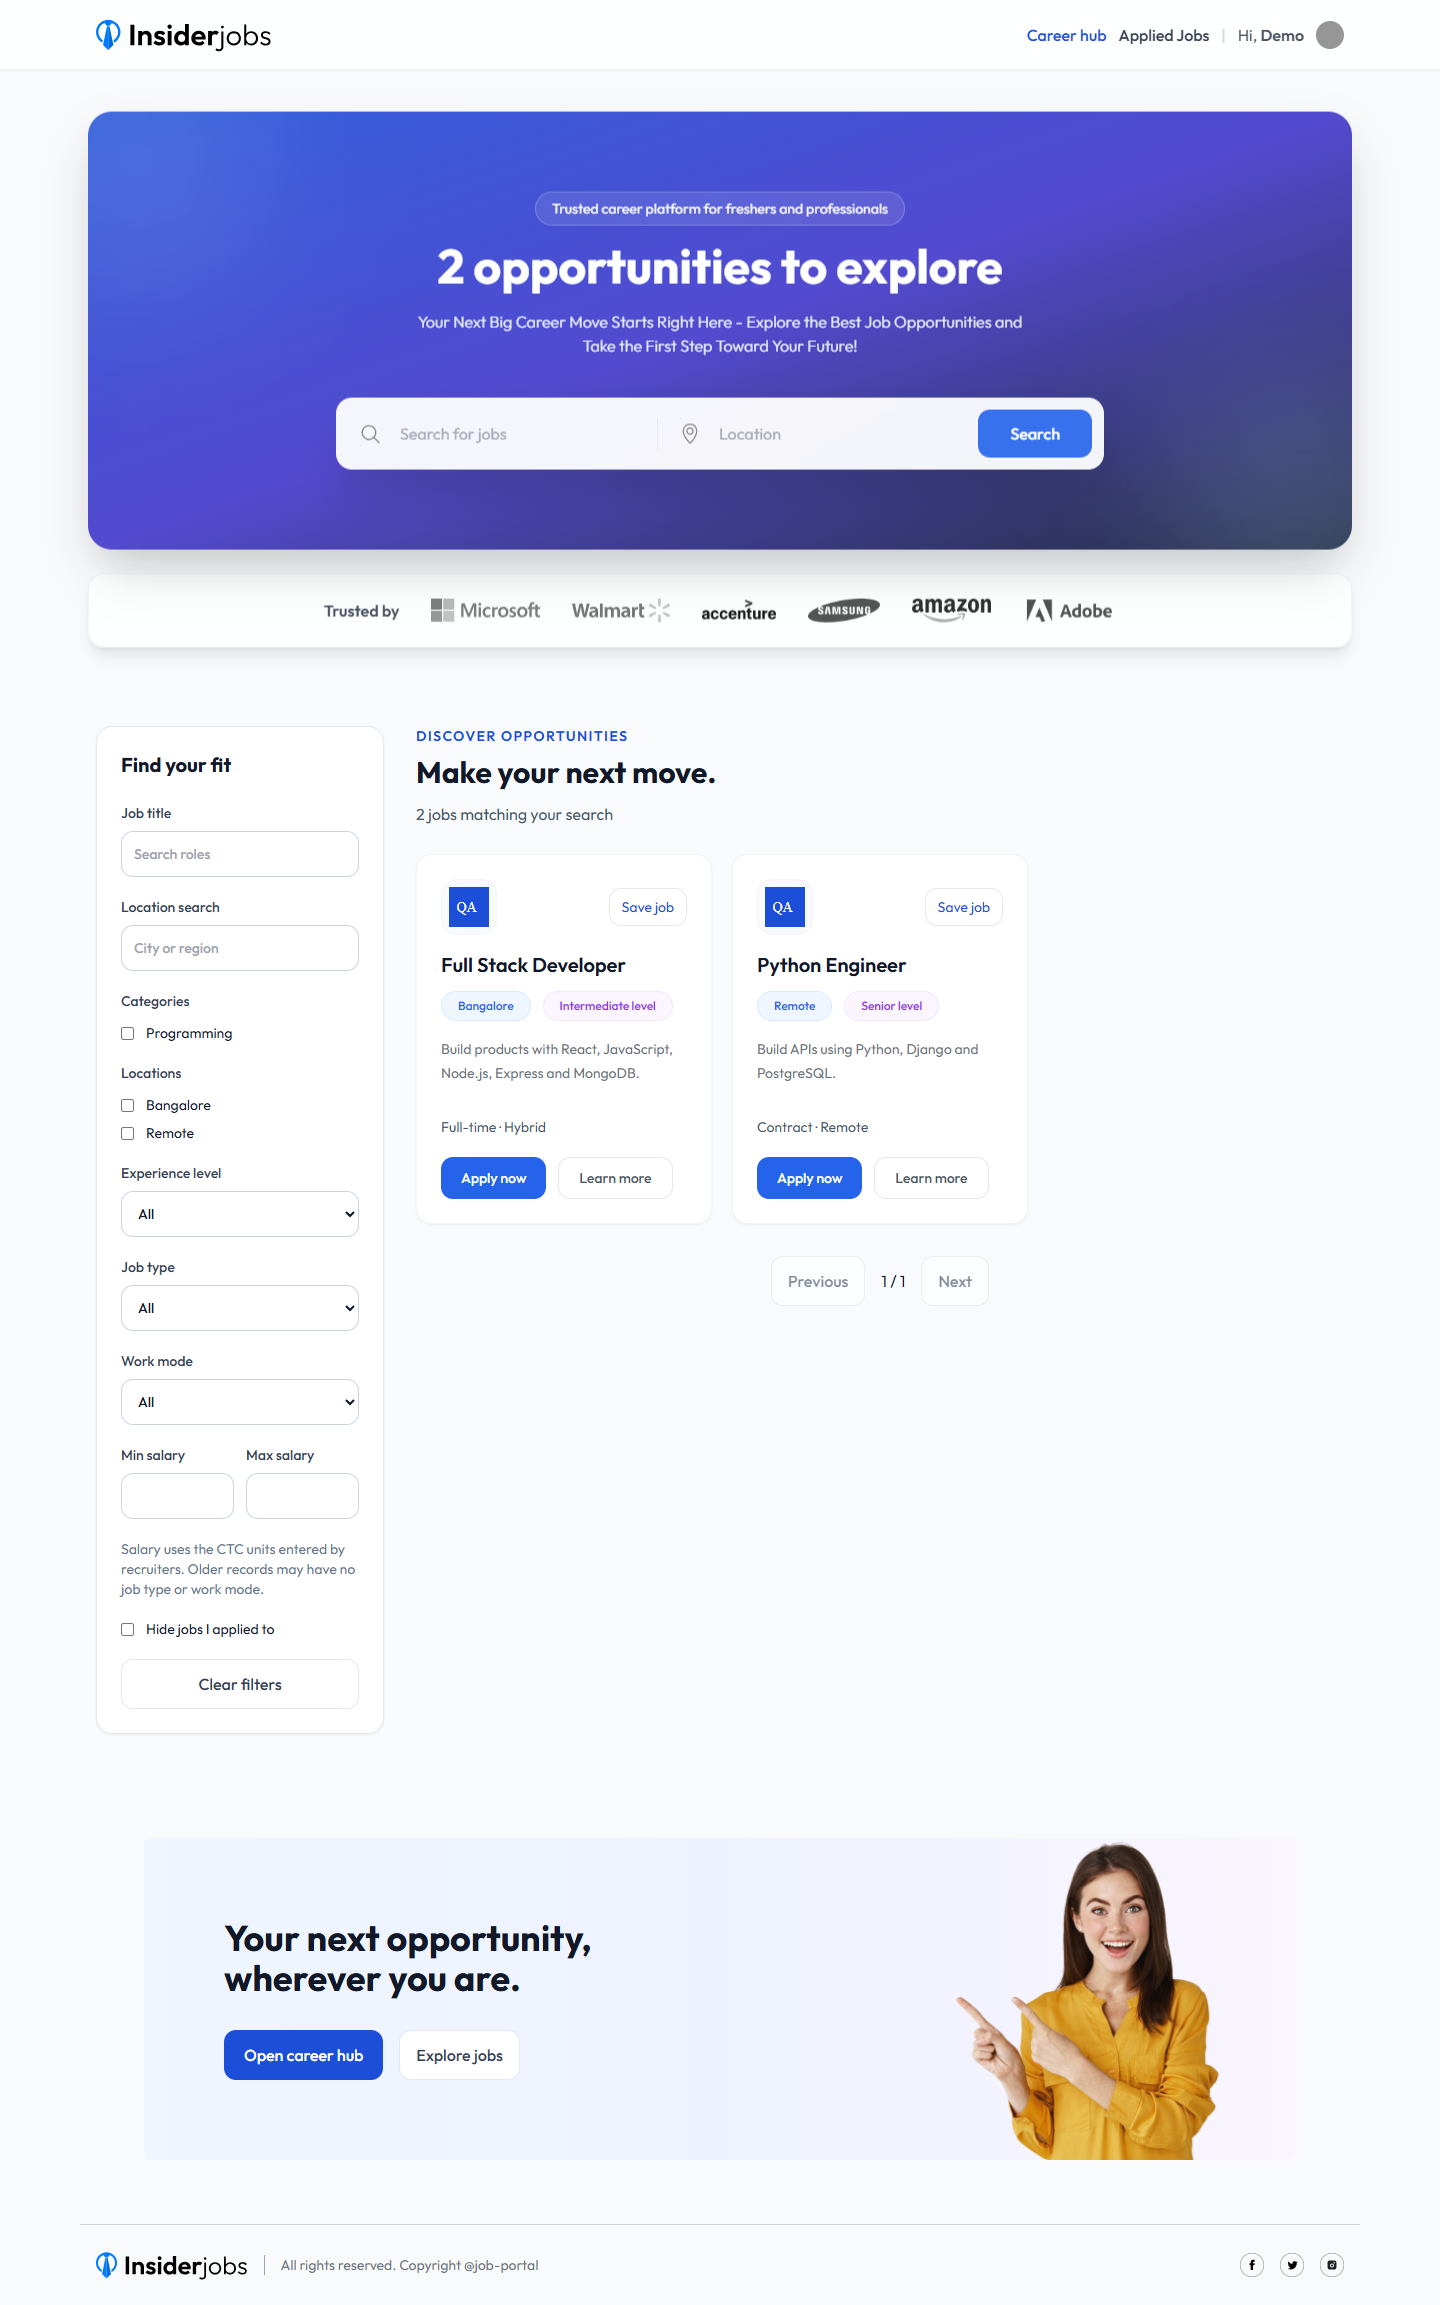 Insiderjobs
Career hub Applied Jobs | Hi, Demo
Trusted career platform for freshers and professionals
2 opportunities to explore
Your Next Big Career Move Starts Right Here - Explore the Best Job Opportunities and
Take the First Step Toward Your Future!
Search for jobs
Location
Search
Trusted by
Microsoft
Walmart
accenture
SAMSUNG
amazon
Adobe
Find your fit
Job title
Search roles
Location search
City or region
Categories
Programming
Locations
Bangalore
Remote
Experience level
All
Job type
All
Work mode
All
Min salary
Max salary
Salary uses the CTC units entered by
recruiters. Older records may have no
job type or work mode.
Hide jobs I applied to
Clear filters
DISCOVER OPPORTUNITIES
Make your next move.
2 jobs matching your search
QA
Save job
Full Stack Developer
Bangalore
Intermediate level
Build products with React, JavaScript,
Node.js, Express and MongoDB.
Full-time · Hybrid
Apply now
Learn more
QA
Save job
Python Engineer
Remote
Senior level
Build APIs using Python, Django and
PostgreSQL.
Contract · Remote
Apply now
Learn more
Previous
1 / 1
Next
Your next opportunity,
wherever you are.
Open career hub
Explore jobs
Insiderjobs
All rights reserved. Copyright @job-portal